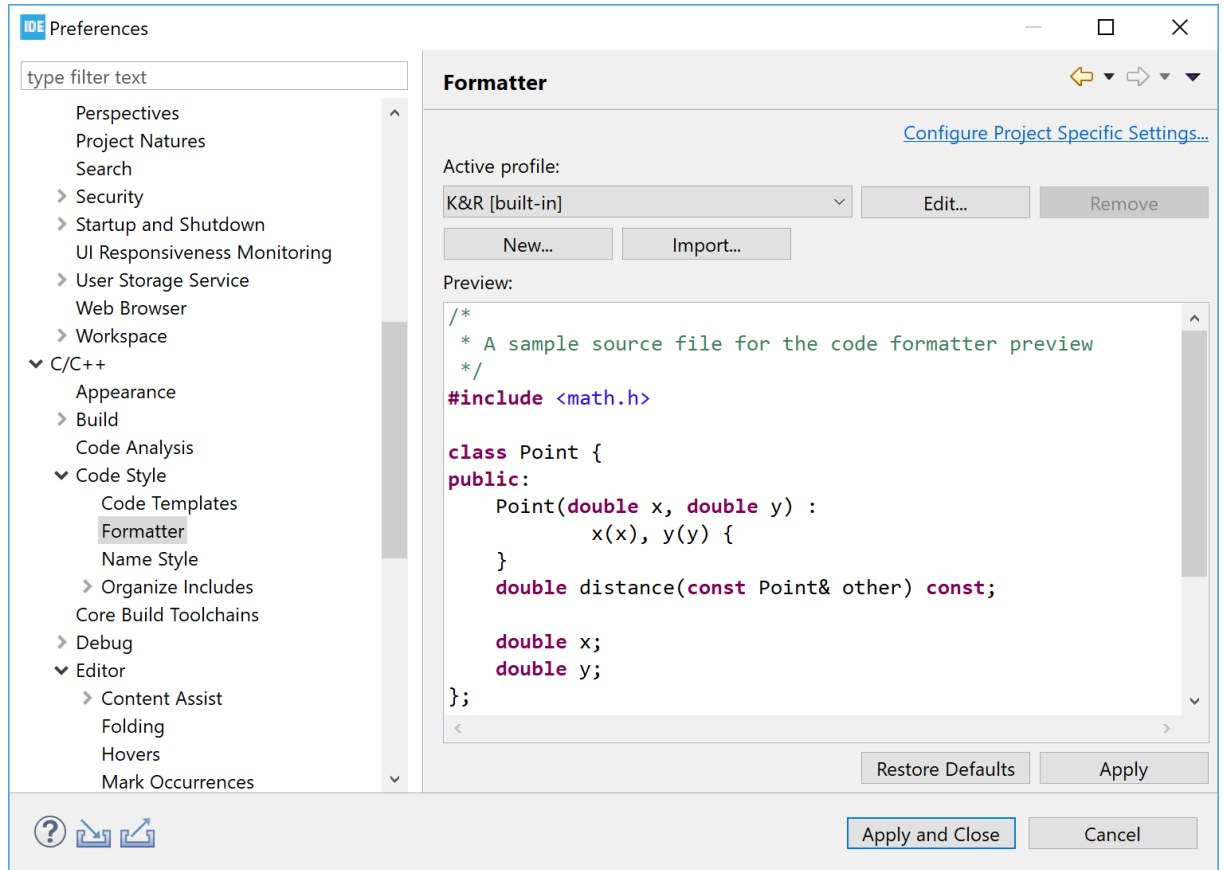 IDE Preferences
type filter text
Perspectives
Project Natures
Search
Security
Startup and Shutdown
UI Responsiveness Monitoring
User Storage Service
Web Browser
Workspace
C/C++
Appearance
Build
Code Analysis
Code Style
Code Templates
Formatter
Name Style
Organize Includes
Core Build Toolchains
Debug
Editor
Content Assist
Folding
Hovers
Mark Occurrences
Formatter
Configure Project Specific Settings...
Active profile:
K&R [built-in] Edit... Remove
New... Import...
Preview:
/*
 * A sample source file for the code formatter preview
 */
#include <math.h>

class Point {
public:
    Point(double x, double y) :
            x(x), y(y) {
    }
    double distance(const Point& other) const;

    double x;
    double y;
};
Restore Defaults Apply
? Apply and Close Cancel